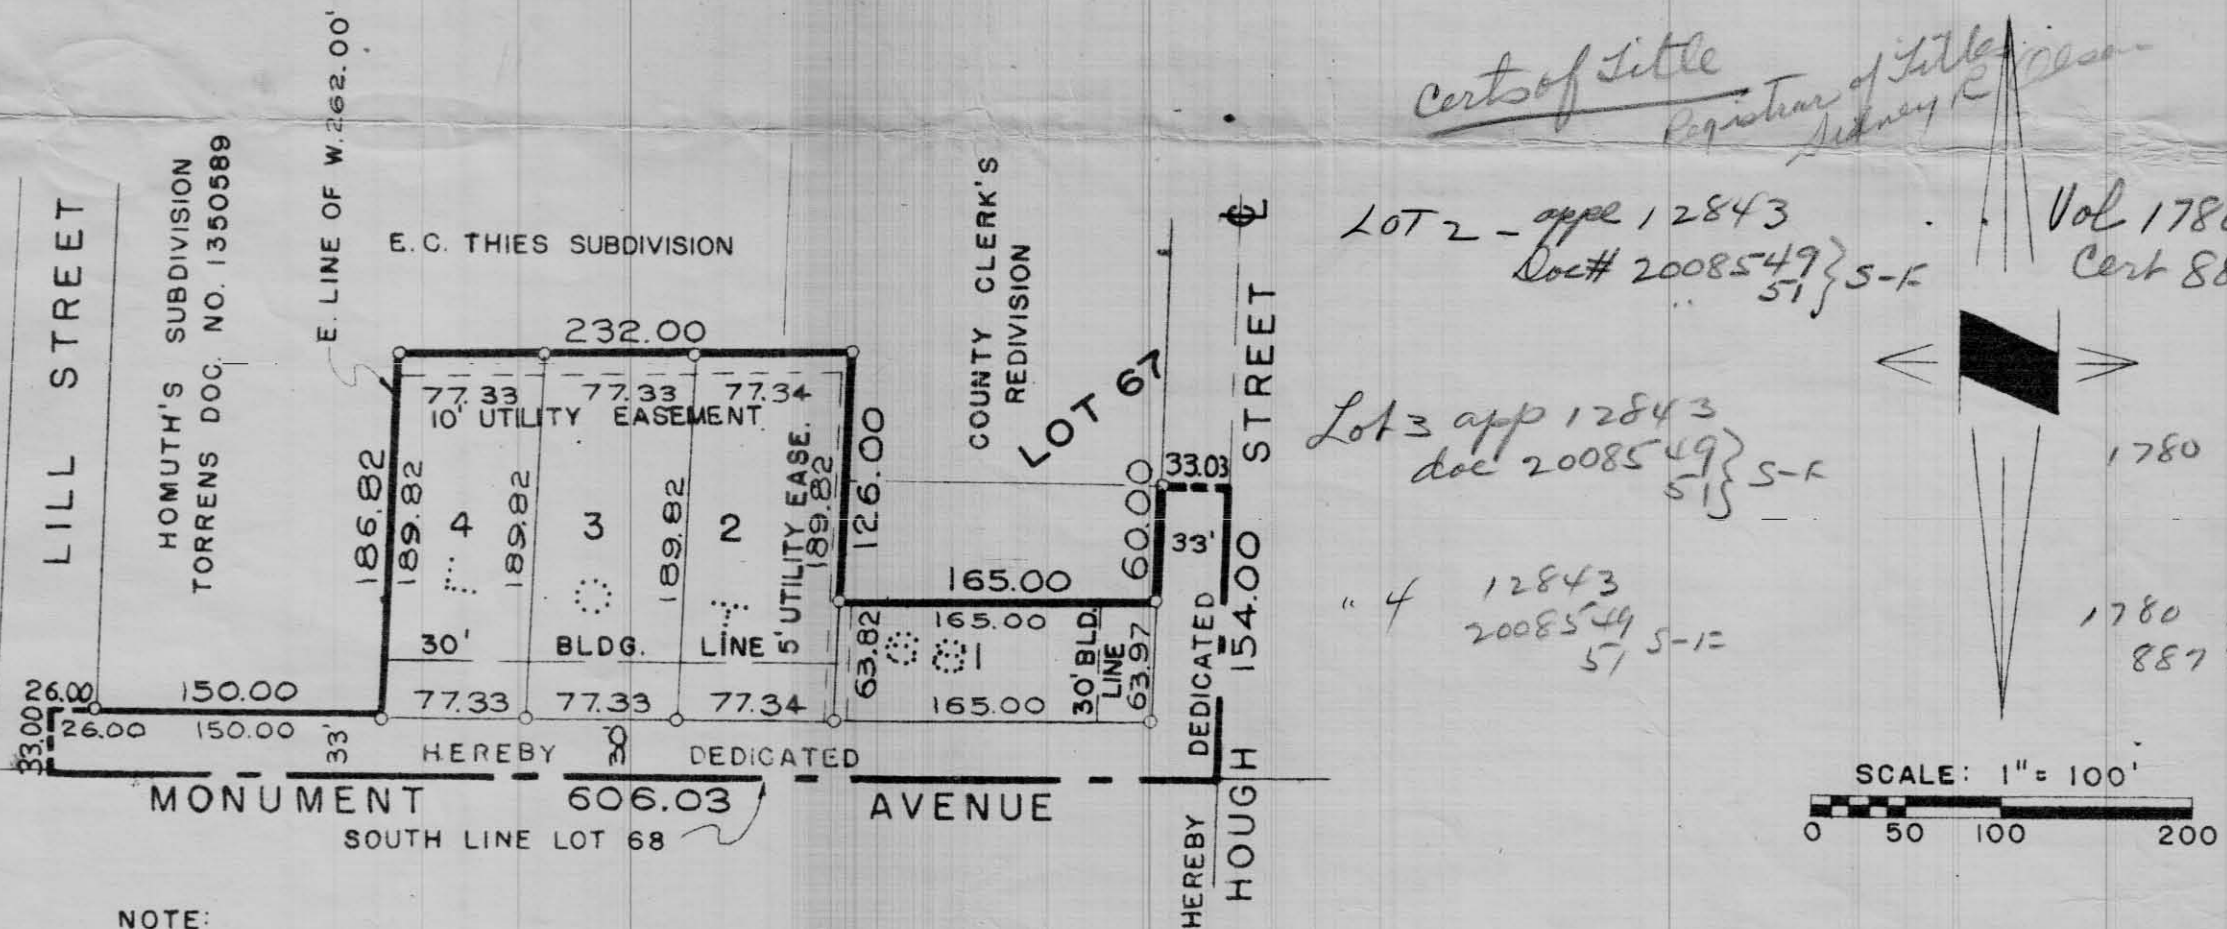 Certs of Title
Registrar of Titles
Sidney R Olsen
E. LINE OF W. 262.00'
HOMUTH'S SUBDIVISION
TORRENS DOC. NO. 1350589
LILL STREET
E. C. THIES SUBDIVISION
COUNTY CLERK'S
REDIVISION
LOT 67
LOT 2 - appl 12843
Doc# 2008549 } S-F
51
Vol 1780
Cert 88
232.00
77.33 77.33 77.34
10' UTILITY EASEMENT
5' UTILITY EASE.
186.82
189.82
189.82
189.82
189.82
126.00
4
3
2
Lot 3 app 12843
doc 2008549 } S-F
51
1780
33.03
60.00
33'
165.00
165.00
1
" 4 12843
2008549
51 S-F
1780
887
30' BLDG. LINE
63.82
30' BLD.
LINE
63.97
HEREBY DEDICATED
154.00
HOUGH STREET
26.00 150.00
77.33 77.33 77.34
165.00
33.00
26.00 150.00
33'
HEREBY DEDICATED
MONUMENT 606.03 AVENUE
SOUTH LINE LOT 68
SCALE: 1" = 100'
0 50 100 200
NOTE: